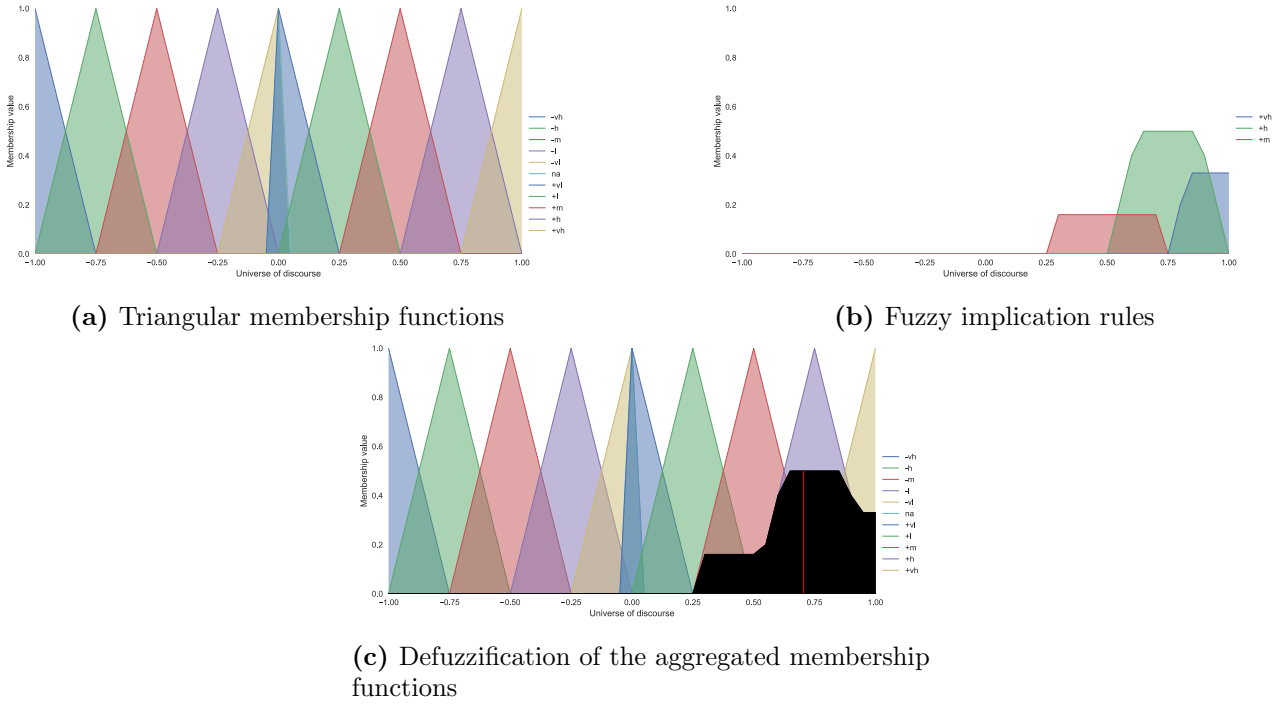 1.0
0.8
0.6
0.4
0.2
0.0
Membership value
−1.00 −0.75 −0.50 −0.25 0.00 0.25 0.50 0.75 1.00
Universe of discourse
-vh
-h
-m
-l
-vl
na
+vl
+l
+m
+h
+vh
(a) Triangular membership functions
1.0
0.8
0.6
0.4
0.2
0.0
Membership value
−1.00 −0.75 −0.50 −0.25 0.00 0.25 0.50 0.75 1.00
Universe of discourse
+vh
+h
+m
(b) Fuzzy implication rules
1.0
0.8
0.6
0.4
0.2
0.0
Membership value
−1.00 −0.75 −0.50 −0.25 0.00 0.25 0.50 0.75 1.00
Universe of discourse
-vh
-h
-m
-l
-vl
na
+vl
+l
+m
+h
+vh
(c) Defuzzification of the aggregated membership
functions